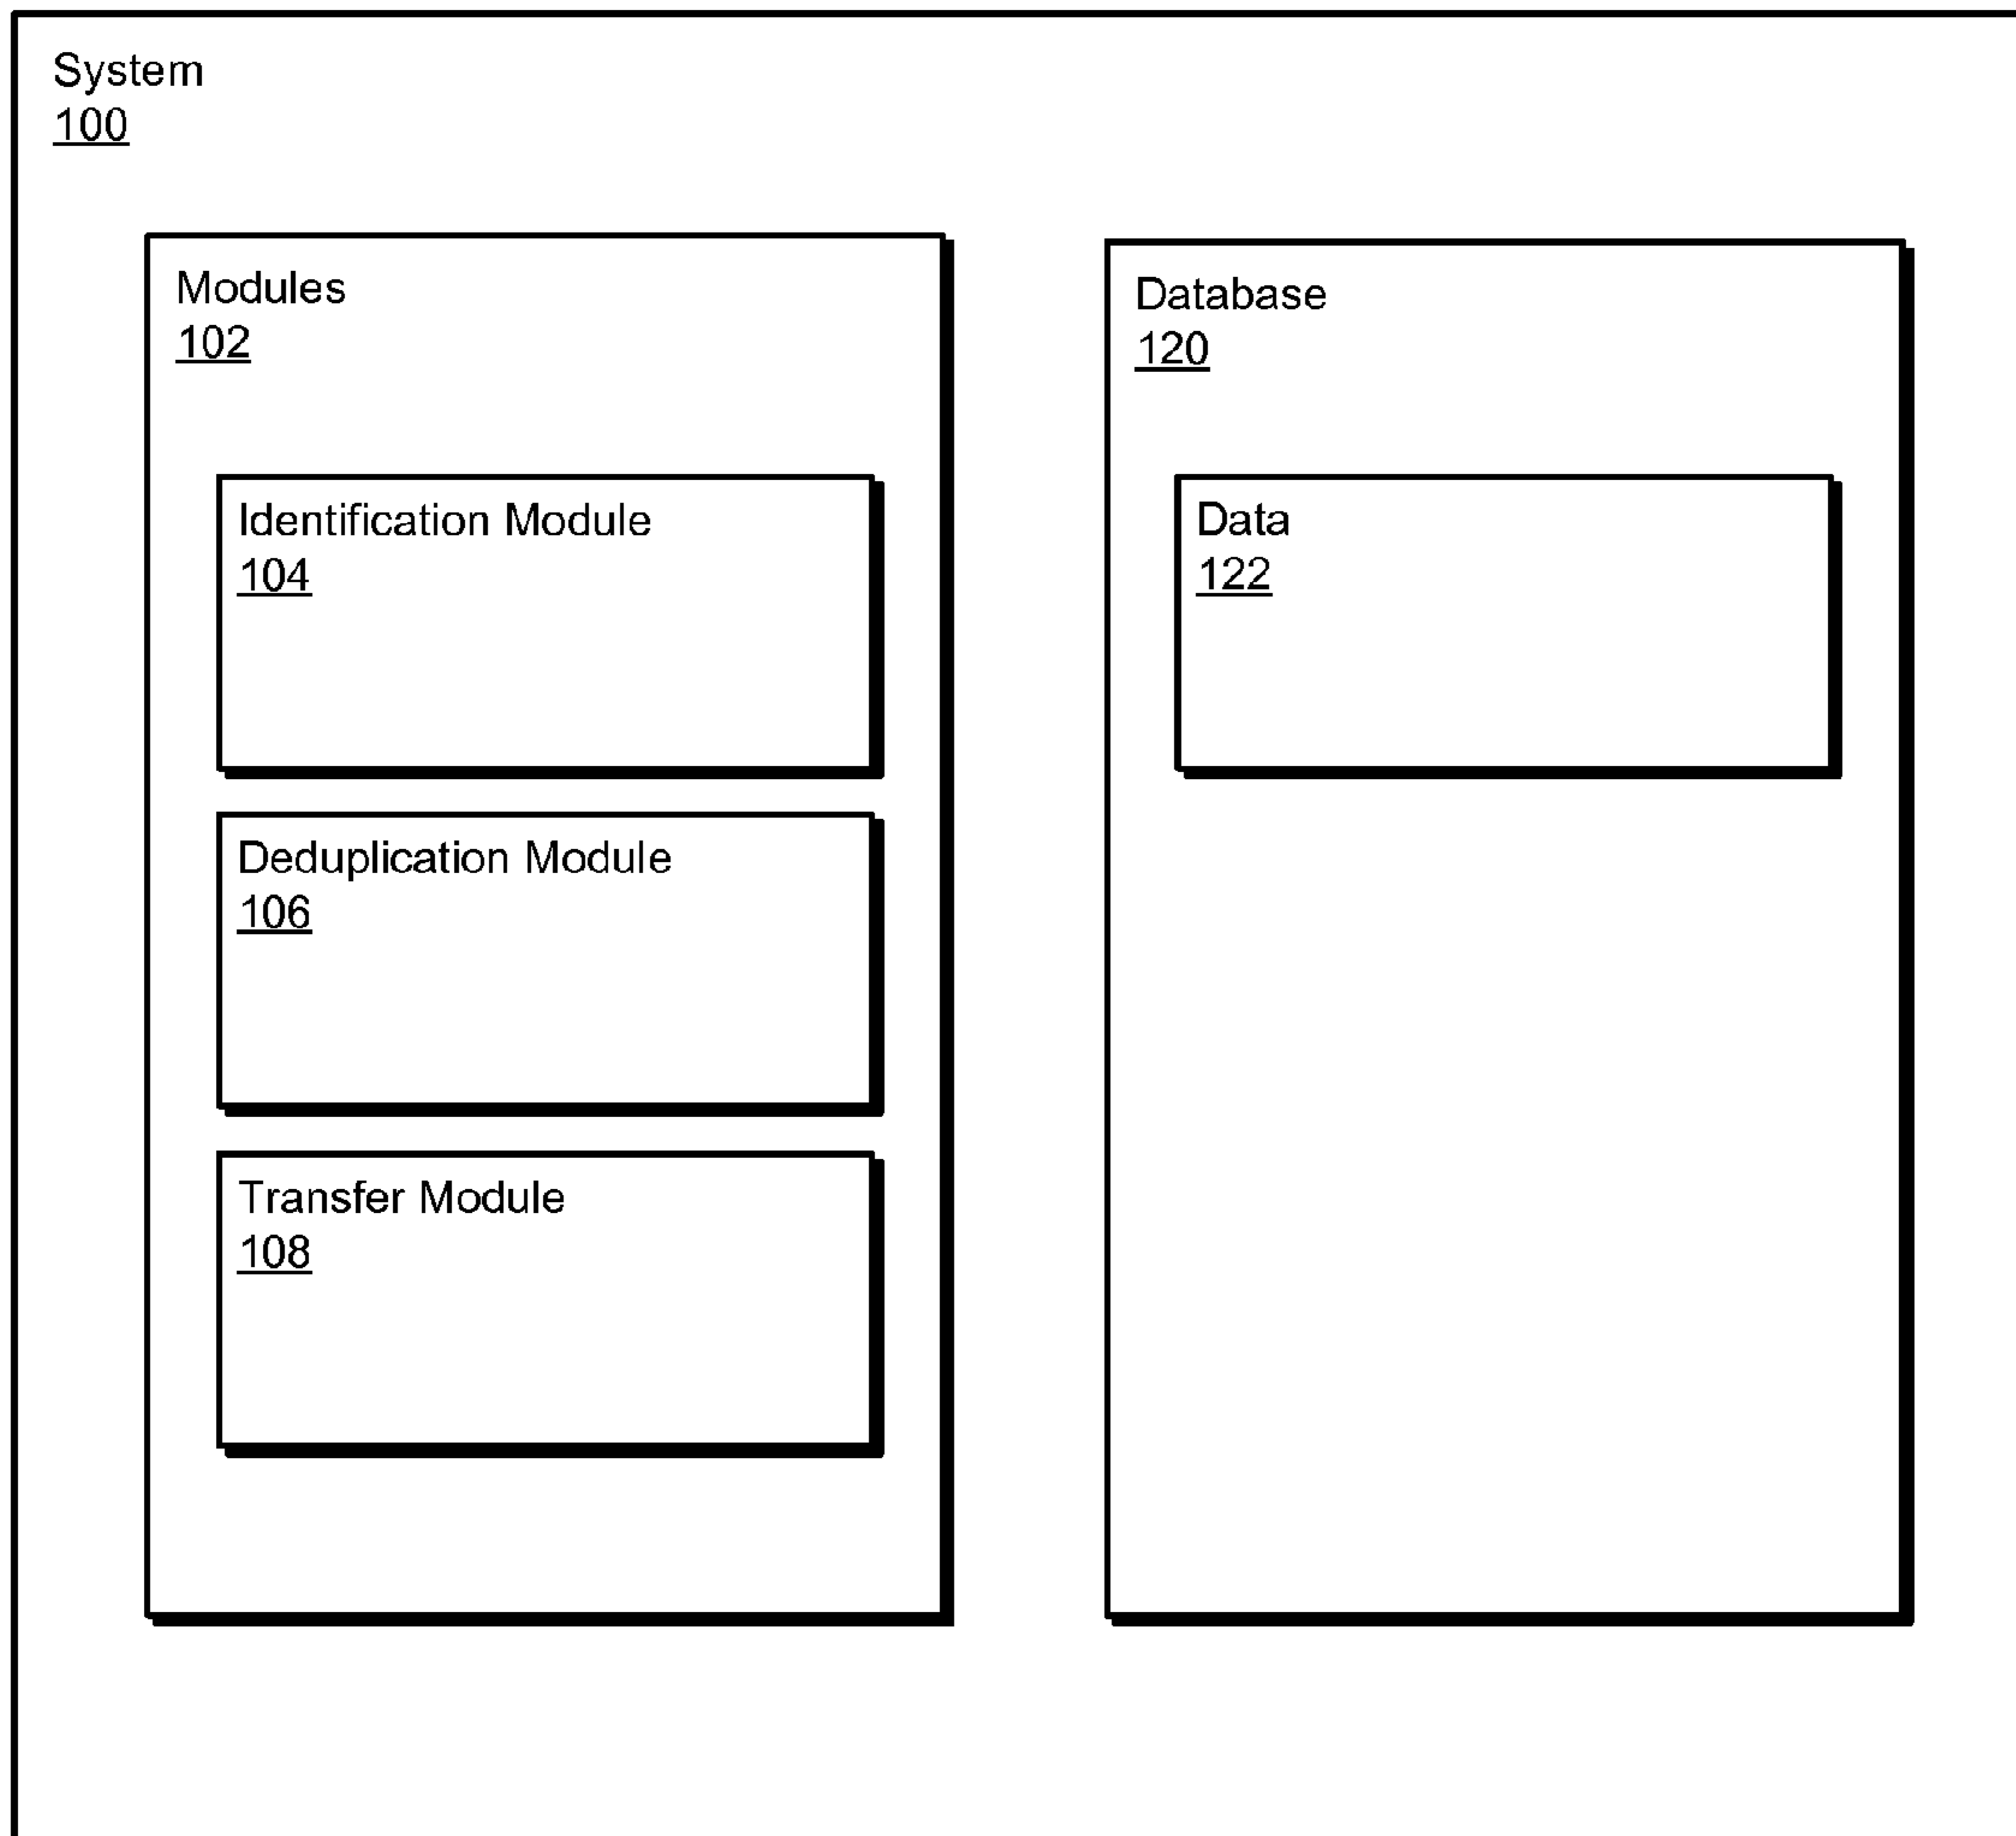 System
100
Modules
102
Identification Module
104
Deduplication Module
106
Transfer Module
108
Database
120
Data
122